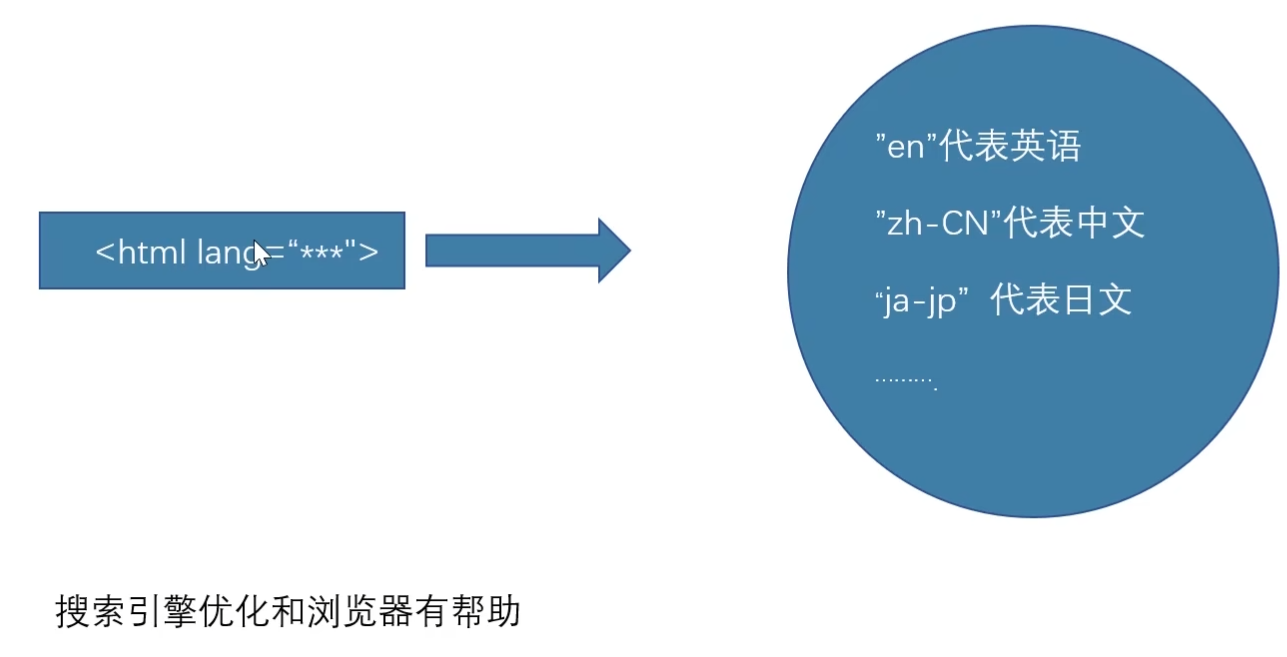 <html lang=“***">
”en”代表英语
”zh-CN”代表中文
“ja-jp” 代表日文
……….
搜索引擎优化和浏览器有帮助